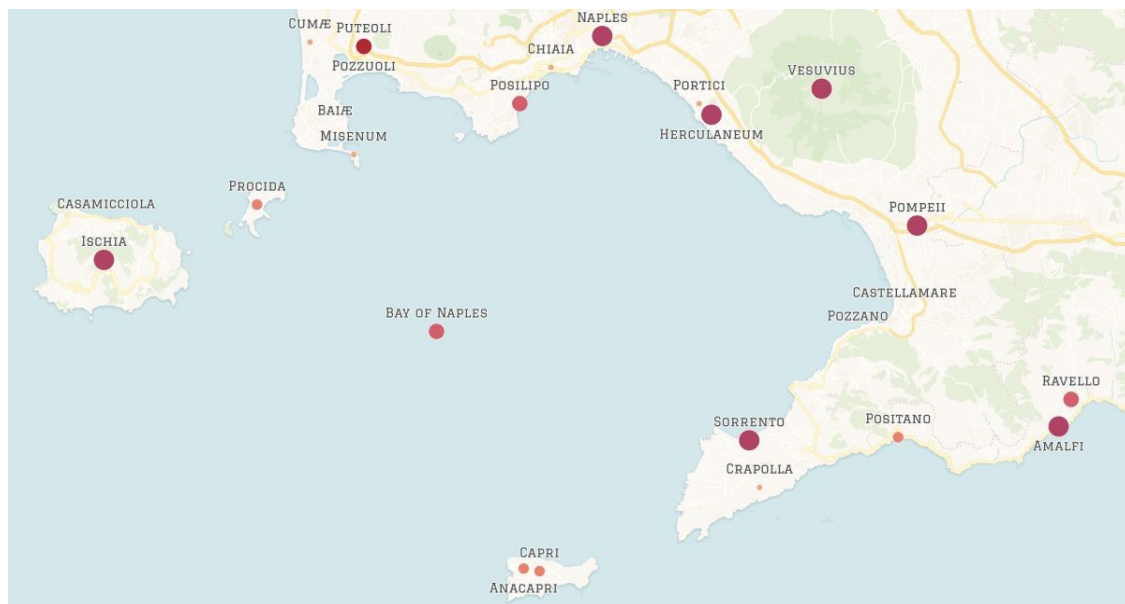 Naples
Cumæ
Puteoli
Chiaia
Pozzuoli
Vesuvius
Posilipo
Portici
Baiæ
Misenum
Herculaneum
Procida
Casamicciola
Pompeii
Ischia
Castellamare
Bay of Naples
Pozzano
Ravello
Sorrento
Positano
Amalfi
Crapolla
Capri
Anacapri